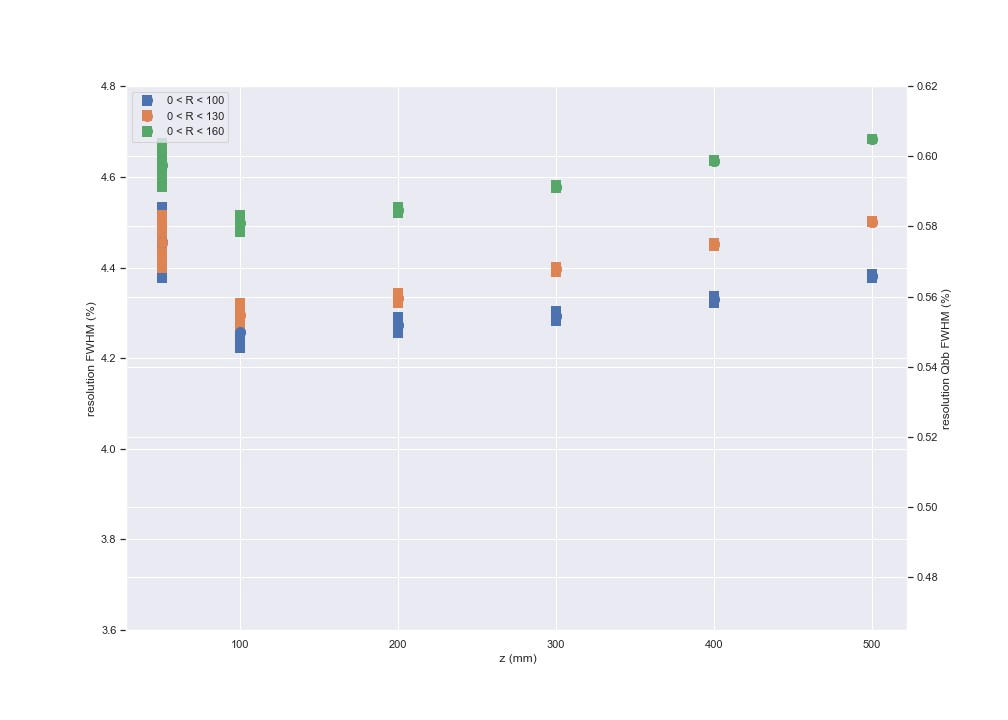 0 < R < 100
0 < R < 130
0 < R < 160
4.8
4.6
4.4
4.2
4.0
3.8
3.6
resolution FWHM (%)
0.62
0.60
0.58
0.56
0.54
0.52
0.50
0.48
resolution Qbb FWHM (%)
100 200 300 400 500
z (mm)